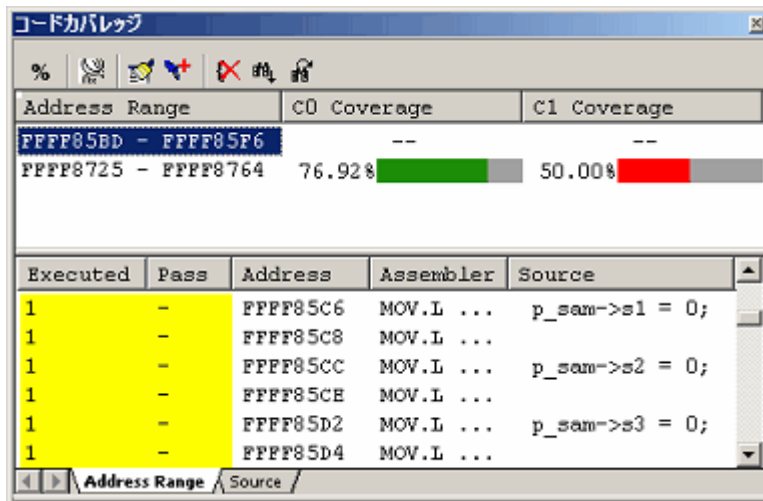 コードカバレッジ
%
Address Range C0 Coverage C1 Coverage
FFFF85BD - FFFF85F6 -- --
FFFF8725 - FFFF8764 76.92% 50.00%
Executed Pass Address Assembler Source
1 - FFFF85C6 MOV.L ... p_sam->s1 = 0;
1 - FFFF85C8 MOV.L ...
1 - FFFF85CC MOV.L ... p_sam->s2 = 0;
1 - FFFF85CE MOV.L ...
1 - FFFF85D2 MOV.L ... p_sam->s3 = 0;
1 - FFFF85D4 MOV.L ...
Address Range Source